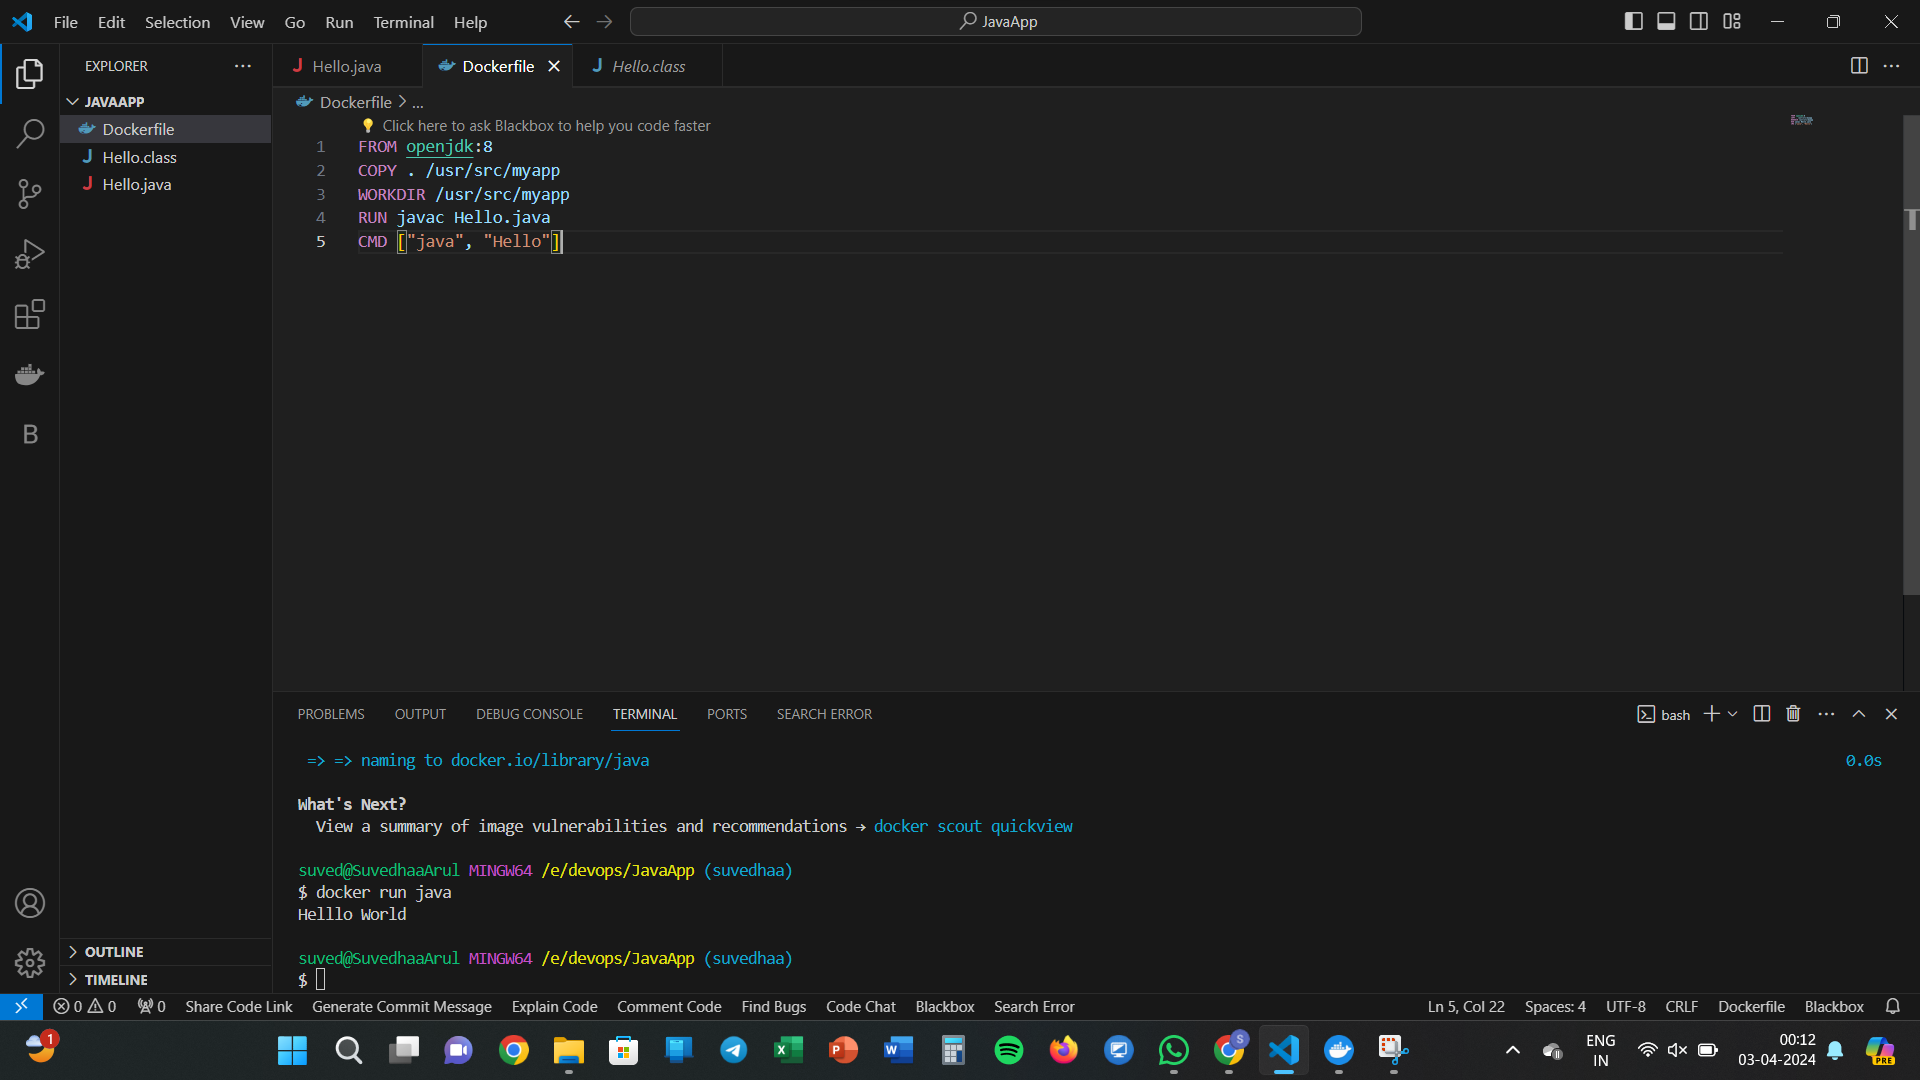 File Edit Selection View Go Run Terminal Help
JavaApp
EXPLORER
JAVAAPP
Dockerfile
Hello.class
Hello.java
OUTLINE
TIMELINE
B
J Hello.java
Dockerfile
J Hello.class
Dockerfile > ...
Click here to ask Blackbox to help you code faster
1 FROM openjdk:8
2 COPY . /usr/src/myapp
3 WORKDIR /usr/src/myapp
4 RUN javac Hello.java
5 CMD ["java", "Hello"]
PROBLEMS OUTPUT DEBUG CONSOLE TERMINAL PORTS SEARCH ERROR
bash
=> => naming to docker.io/library/java 0.0s
What's Next?
View a summary of image vulnerabilities and recommendations → docker scout quickview
suved@SuvedhaaArul MINGW64 /e/devops/JavaApp (suvedhaa)
$ docker run java
Helllo World
suved@SuvedhaaArul MINGW64 /e/devops/JavaApp (suvedhaa)
$
0 0 0 Share Code Link Generate Commit Message Explain Code Comment Code Find Bugs Code Chat Blackbox Search Error
Ln 5, Col 22 Spaces: 4 UTF-8 CRLF Dockerfile Blackbox
1
S
ENG
IN
00:12
03-04-2024
PRE